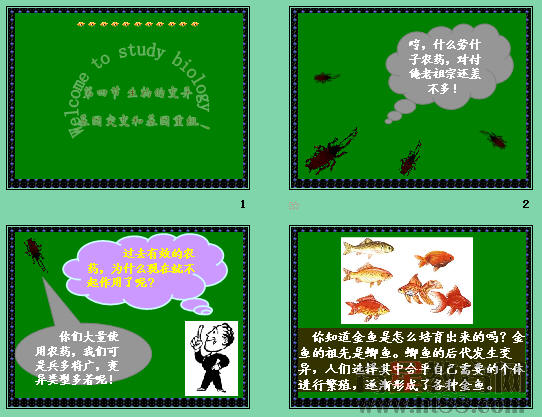 Welcome to study biology!
第四节 生物的变异
基因突变和基因重组
1
嘻，什么劳什
子农药，对付
俺老祖宗还差
不多！
2
过去有效的农
药，为什么现在就不
起作用了呢？
你们大量使
用农药，我们可
是兵多将广，变
异类型多着呢！
你知道金鱼是怎么培育出来的吗？金
鱼的祖先是鲫鱼。鲫鱼的后代发生变
异，人们选择其中合乎自己需要的个体
进行繁殖，逐渐形成了各种金鱼。
3
4